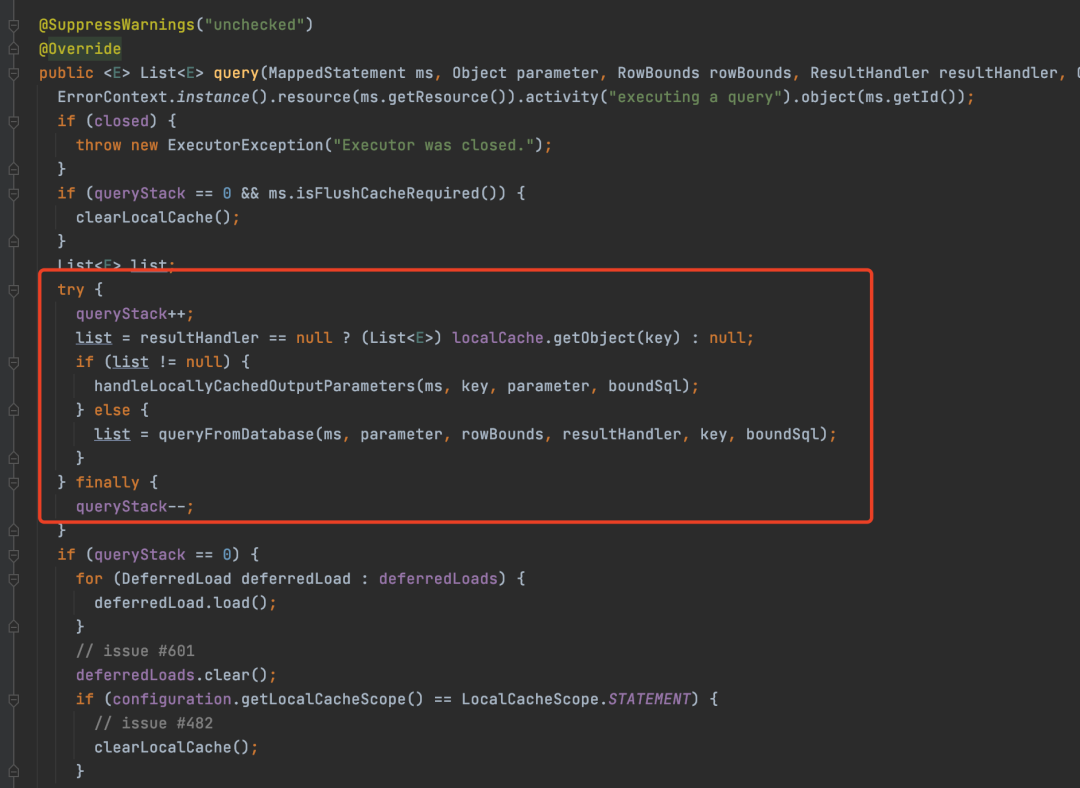 @SuppressWarnings("unchecked")
@Override
public <E> List<E> query(MappedStatement ms, Object parameter, RowBounds rowBounds, ResultHandler resultHandler,
ErrorContext.instance().resource(ms.getResource()).activity("executing a query").object(ms.getId());
if (closed) {
throw new ExecutorException("Executor was closed.");
}
if (queryStack == 0 && ms.isFlushCacheRequired()) {
clearLocalCache();
}
List<E> list;
try {
queryStack++;
list = resultHandler == null ? (List<E>) localCache.getObject(key) : null;
if (list != null) {
handleLocallyCachedOutputParameters(ms, key, parameter, boundSql);
} else {
list = queryFromDatabase(ms, parameter, rowBounds, resultHandler, key, boundSql);
}
} finally {
queryStack--;
}
if (queryStack == 0) {
for (DeferredLoad deferredLoad : deferredLoads) {
deferredLoad.load();
}
// issue #601
deferredLoads.clear();
if (configuration.getLocalCacheScope() == LocalCacheScope.STATEMENT) {
// issue #482
clearLocalCache();
}